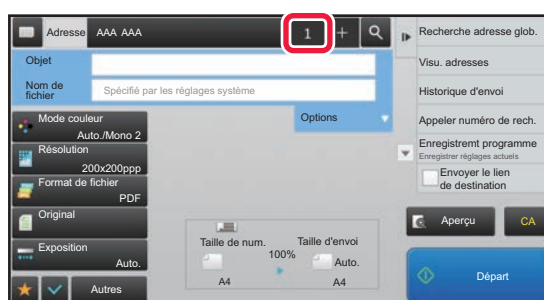 Adresse AAA AAA 1 +
Objet
Nom de
fichier
Spécifié par les réglages système
Options
Mode couleur
Auto./Mono 2
Résolution
200x200ppp
Format de fichier
PDF
Original
Exposition
Auto.
Autres
Taille de num.
100%
Taille d'envoi
Auto.
A4
A4
Recherche adresse glob.
Visu. adresses
Historique d'envoi
Appeler numéro de rech.
Enregistremt programme
Enregistrer réglages actuels
Envoyer le lien
de destination
Aperçu
CA
Départ